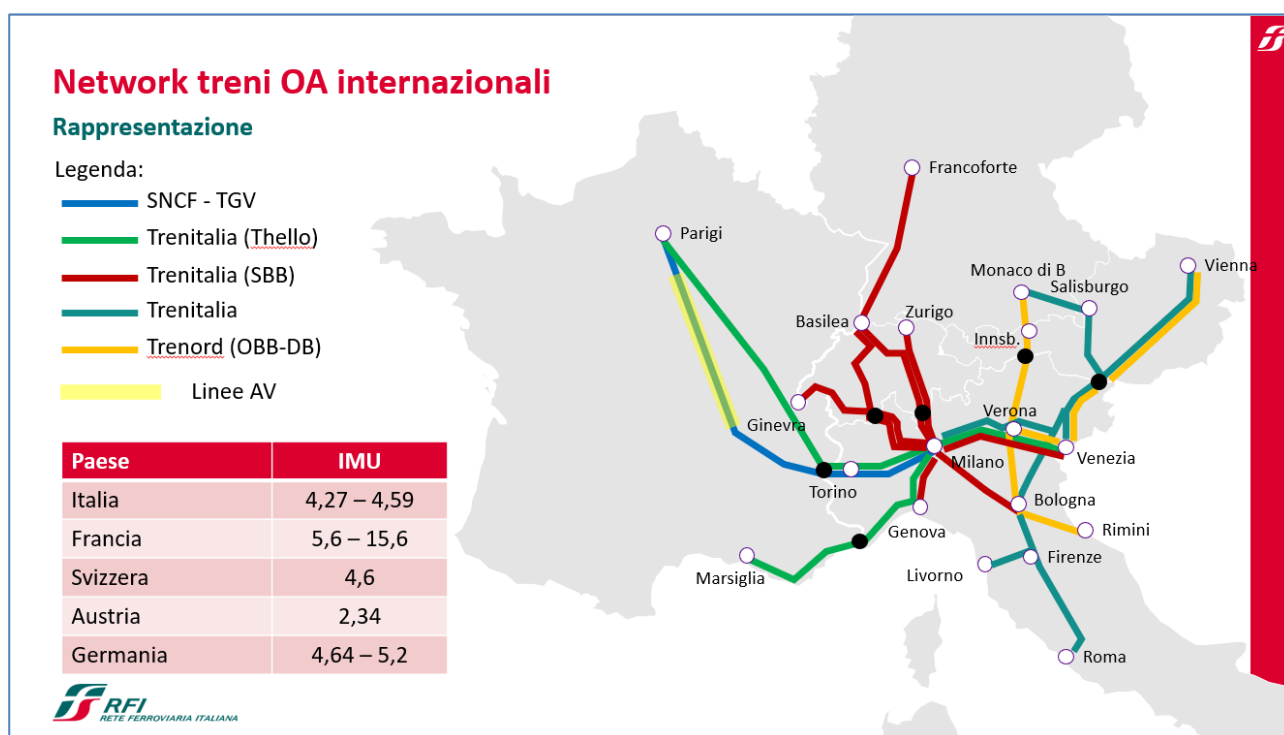 Network treni OA internazionali
Rappresentazione
Legenda:
SNCF - TGV
Trenitalia (Thello)
Trenitalia (SBB)
Trenitalia
Trenord (OBB-DB)
Linee AV
Paese IMU
Italia 4,27 – 4,59
Francia 5,6 – 15,6
Svizzera 4,6
Austria 2,34
Germania 4,64 – 5,2
RFI
RETE FERROVIARIA ITALIANA
Francoforte
Parigi
Vienna
Monaco di B
Salisburgo
Basilea
Zurigo
Innsb.
Ginevra
Verona
Milano
Venezia
Torino
Bologna
Genova
Rimini
Marsiglia
Livorno
Firenze
Roma